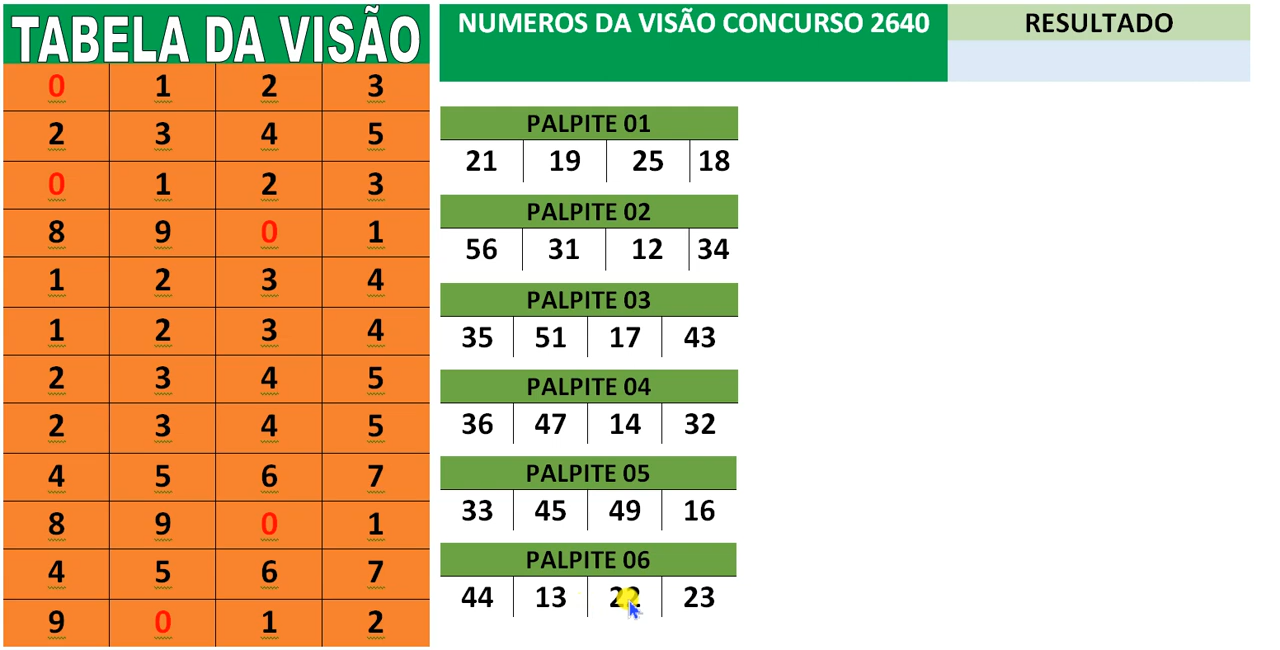 TABELA DA VISÃO
0 1 2 3
2 3 4 5
0 1 2 3
8 9 0 1
1 2 3 4
1 2 3 4
2 3 4 5
2 3 4 5
4 5 6 7
8 9 0 1
4 5 6 7
9 0 1 2
NUMEROS DA VISÃO CONCURSO 2640
RESULTADO
PALPITE 01
21 19 25 18
PALPITE 02
56 31 12 34
PALPITE 03
35 51 17 43
PALPITE 04
36 47 14 32
PALPITE 05
33 45 49 16
PALPITE 06
44 13 23